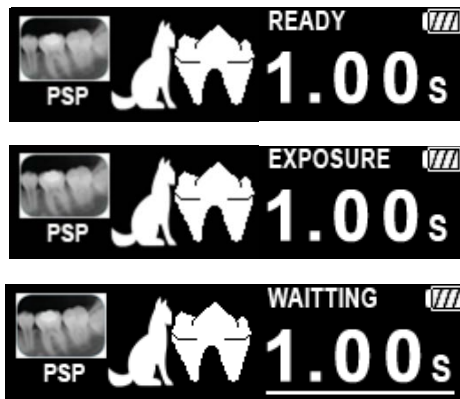 READY
PSP
1.00s
EXPOSURE
PSP
1.00s
WAITTING
PSP
1.00s